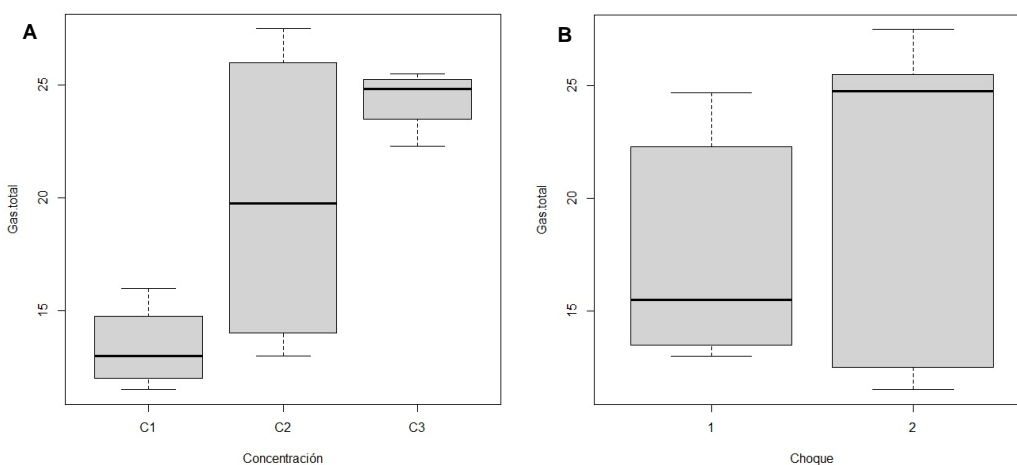 A
Gas.total
25
20
15
C1 C2 C3
Concentración
B
Gas.total
25
20
15
1 2
Choque